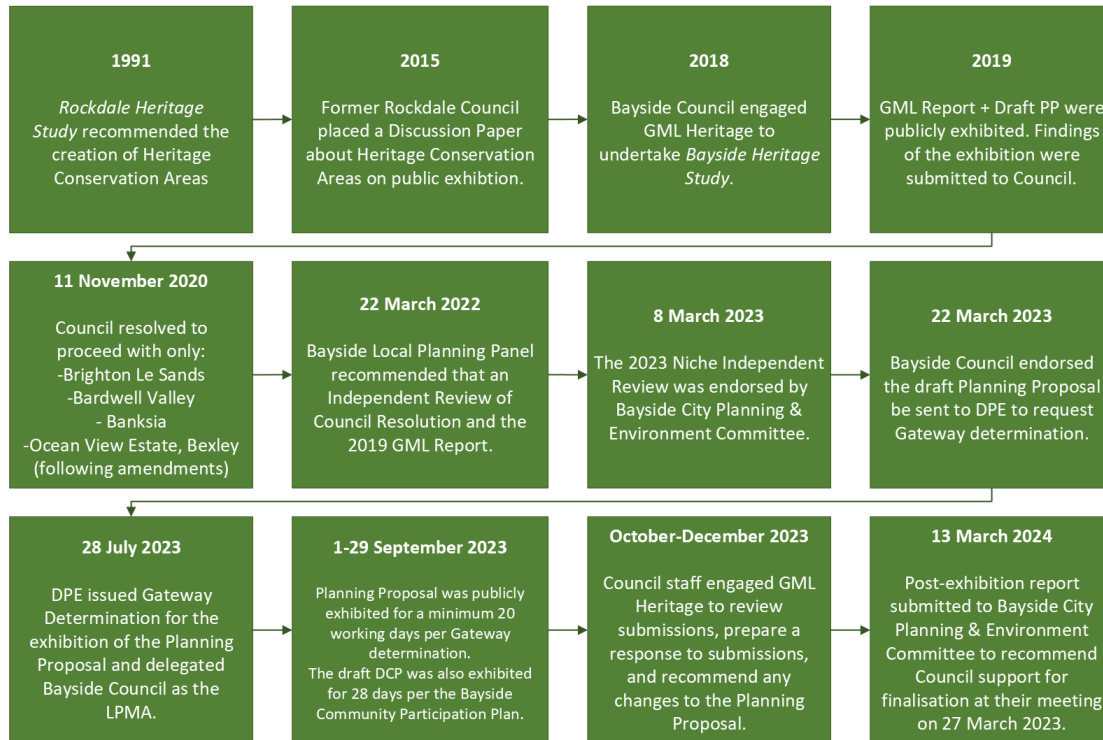 1991
Rockdale Heritage
Study recommended the
creation of Heritage
Conservation Areas
2015
Former Rockdale Council
placed a Discussion Paper
about Heritage Conservation
Areas on public exhibtion.
2018
Bayside Council engaged
GML Heritage to
undertake Bayside Heritage
Study.
2019
GML Report + Draft PP were
publicly exhibited. Findings
of the exhibition were
submitted to Council.
11 November 2020
Council resolved to
proceed with only:
-Brighton Le Sands
-Bardwell Valley
- Banksia
-Ocean View Estate, Bexley
(following amendments)
22 March 2022
Bayside Local Planning Panel
recommended that an
Independent Review of
Council Resolution and the
2019 GML Report.
8 March 2023
The 2023 Niche Independent
Review was endorsed by
Bayside City Planning &
Environment Committee.
22 March 2023
Bayside Council endorsed
the draft Planning Proposal
be sent to DPE to request
Gateway determination.
28 July 2023
DPE issued Gateway
Determination for the
exhibition of the Planning
Proposal and delegated
Bayside Council as the
LPMA.
1-29 September 2023
Planning Proposal was publicly
exhibited for a minimum 20
working days per Gateway
determination.
The draft DCP was also exhibited
for 28 days per the Bayside
Community Participation Plan.
October-December 2023
Council staff engaged GML
Heritage to review
submissions, prepare a
response to submissions,
and recommend any
changes to the Planning
Proposal.
13 March 2024
Post-exhibition report
submitted to Bayside City
Planning & Environment
Committee to recommend
Council support for
finalisation at their meeting
on 27 March 2023.